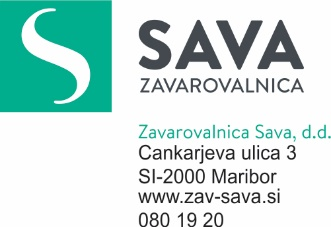 SAVA
ZAVAROVALNICA
Zavarovalnica Sava, d.d.
Cankarjeva ulica 3
SI-2000 Maribor
www.zav-sava.si
080 19 20